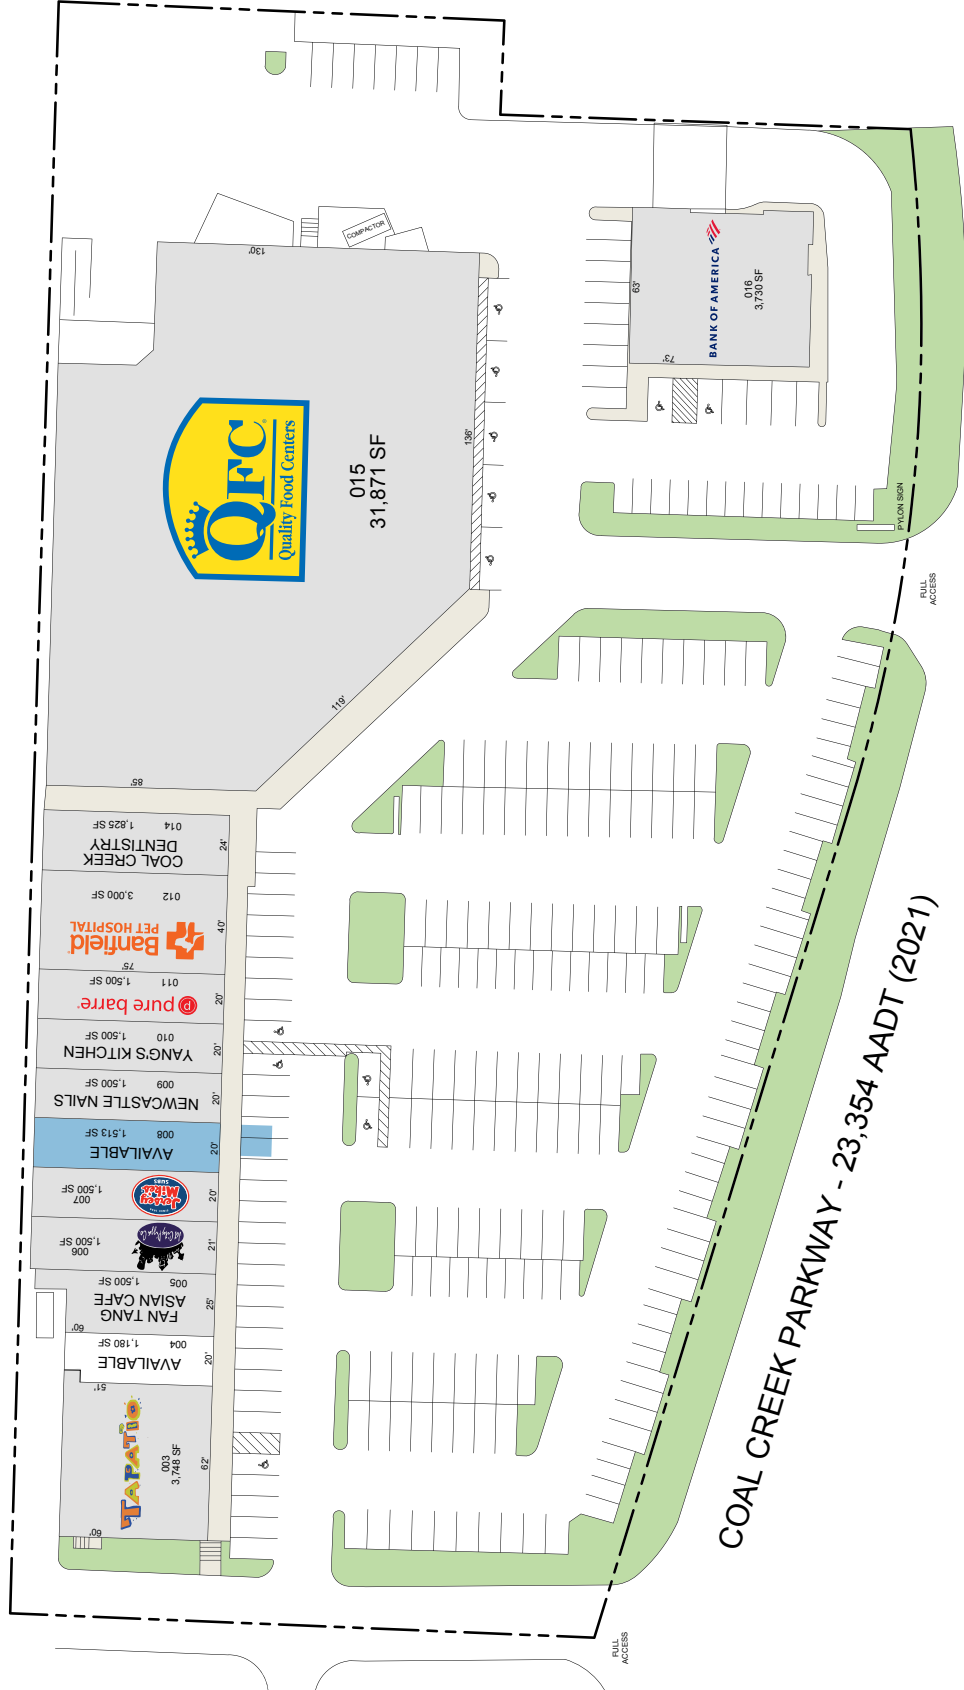 COMPACTOR
130'
63'
73'
BANK OF AMERICA
016
3,730 SF
QFC
Quality Food Centers
015
31,871 SF
136'
PYLON SIGN
FULL
ACCESS
119'
85'
014 1,825 SF
COAL CREEK
DENTISTRY
24'
012 3,000 SF
Banfield
PET HOSPITAL
40'
75'
011 1,500 SF
pure barre
20'
010 1,500 SF
YANG'S KITCHEN
20'
009 1,500 SF
NEWCASTLE NAILS
20'
008 1,513 SF
AVAILABLE
20'
007
1,500 SF
Jersey
Mike's
SUBS
20'
006
1,500 SF
21'
005 1,500 SF
FAN TANG
ASIAN CAFE
25'
60'
004 1,180 SF
AVAILABLE
20'
51'
TAPATIO
003
3,748 SF
62'
60'
COAL CREEK PARKWAY - 23,354 AADT (2021)
FULL
ACCESS